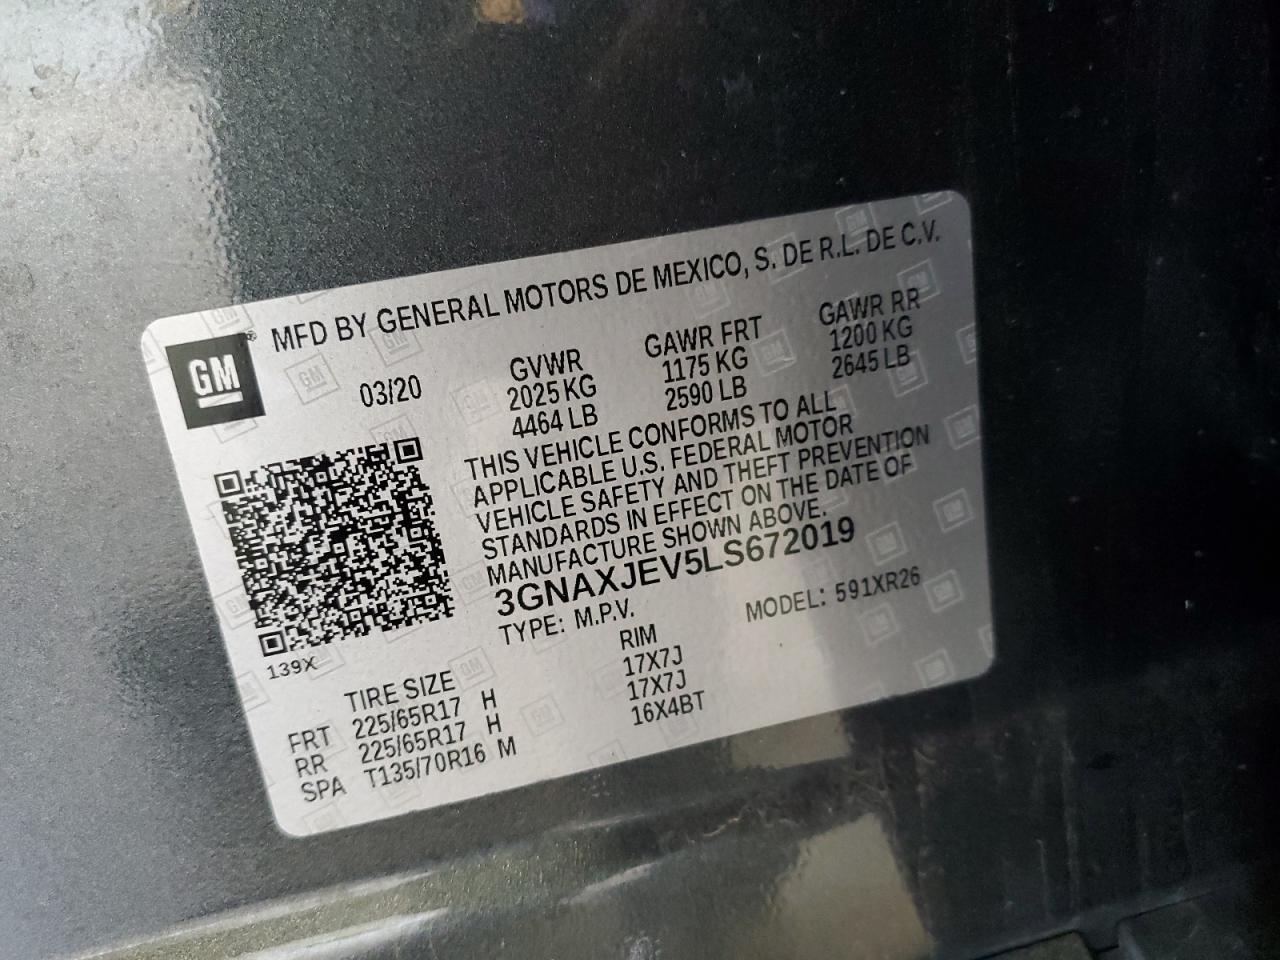 MFD BY GENERAL MOTORS DE MEXICO, S. DE R.L. DE C.V.
GM ®
03/20
GVWR GAWR FRT GAWR RR
2025 KG 1175 KG 1200 KG
4464 LB 2590 LB 2645 LB
THIS VEHICLE CONFORMS TO ALL
APPLICABLE U.S. FEDERAL MOTOR
VEHICLE SAFETY AND THEFT PREVENTION
STANDARDS IN EFFECT ON THE DATE OF
MANUFACTURE SHOWN ABOVE.
3GNAXJEV5LS672019
TYPE: M.P.V. MODEL: 591XR26
139X
TIRE SIZE RIM
FRT 225/65R17 H 17X7J
RR 225/65R17 H 17X7J
SPA T135/70R16 M 16X4BT